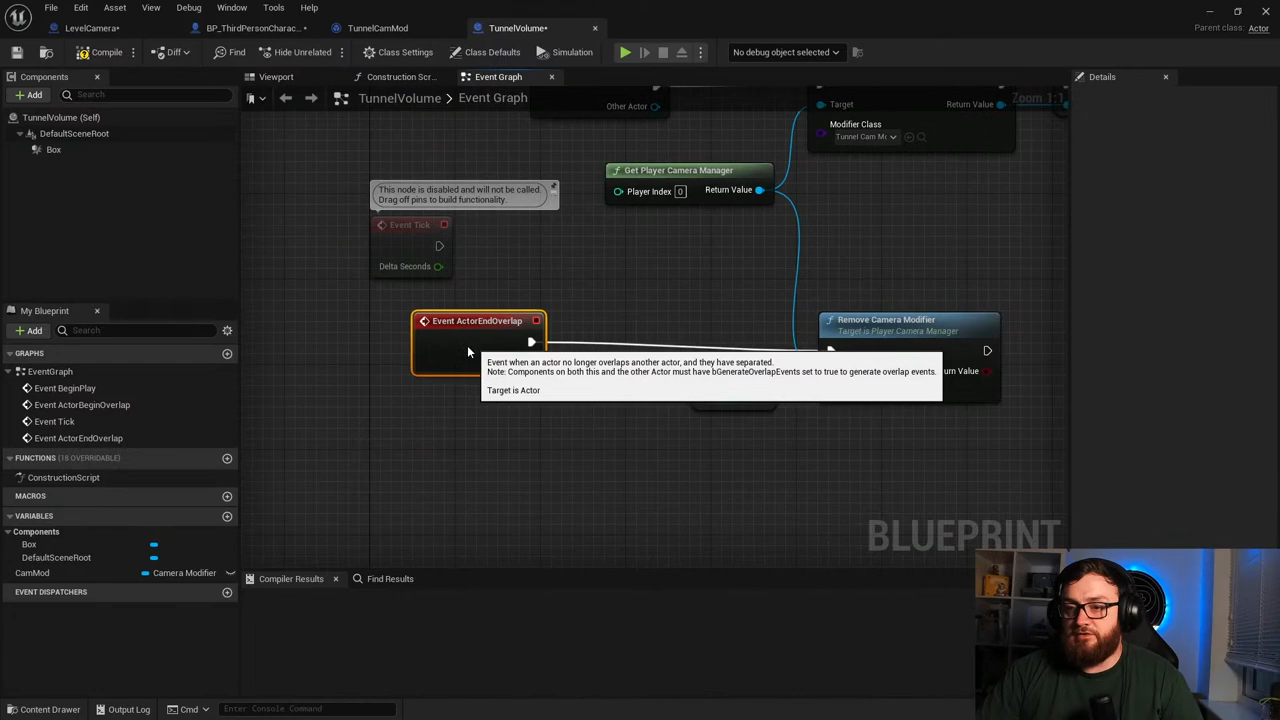 File Edit Asset View Debug Window Tools Help
LevelCamera* BP_ThirdPersonCharac...* TunnelCamMod TunnelVolume* Parent class: Actor
Compile Diff Find Hide Unrelated Class Settings Class Defaults Simulation No debug object selected
Components Viewport Construction Scr... Event Graph Details
Add Search TunnelVolume > Event Graph Zoom 1:1
TunnelVolume (Self)
DefaultSceneRoot
Box
Other Actor
Target Return Value
Modifier Class
Get Player Camera Manager
Player Index 0 Return Value
This node is disabled and will not be called.
Drag off pins to build functionality.
Event Tick
Delta Seconds
Event ActorEndOverlap
Remove Camera Modifier
Target is Player Camera Manager
Event when an actor no longer overlaps another actor, and they have separated.
Note: Components on both this and the other Actor must have bGenerateOverlapEvents set to true to generate overlap events.
Target is Actor
My Blueprint
Add Search
GRAPHS
EventGraph
Event BeginPlay
Event ActorBeginOverlap
Event Tick
Event ActorEndOverlap
FUNCTIONS (18 OVERRIDABLE)
ConstructionScript
MACROS
VARIABLES
Components
Box
DefaultSceneRoot
CamMod Camera Modifier
EVENT DISPATCHERS
BLUEPRINT
Compiler Results Find Results
Content Drawer Output Log Cmd Enter Console Command